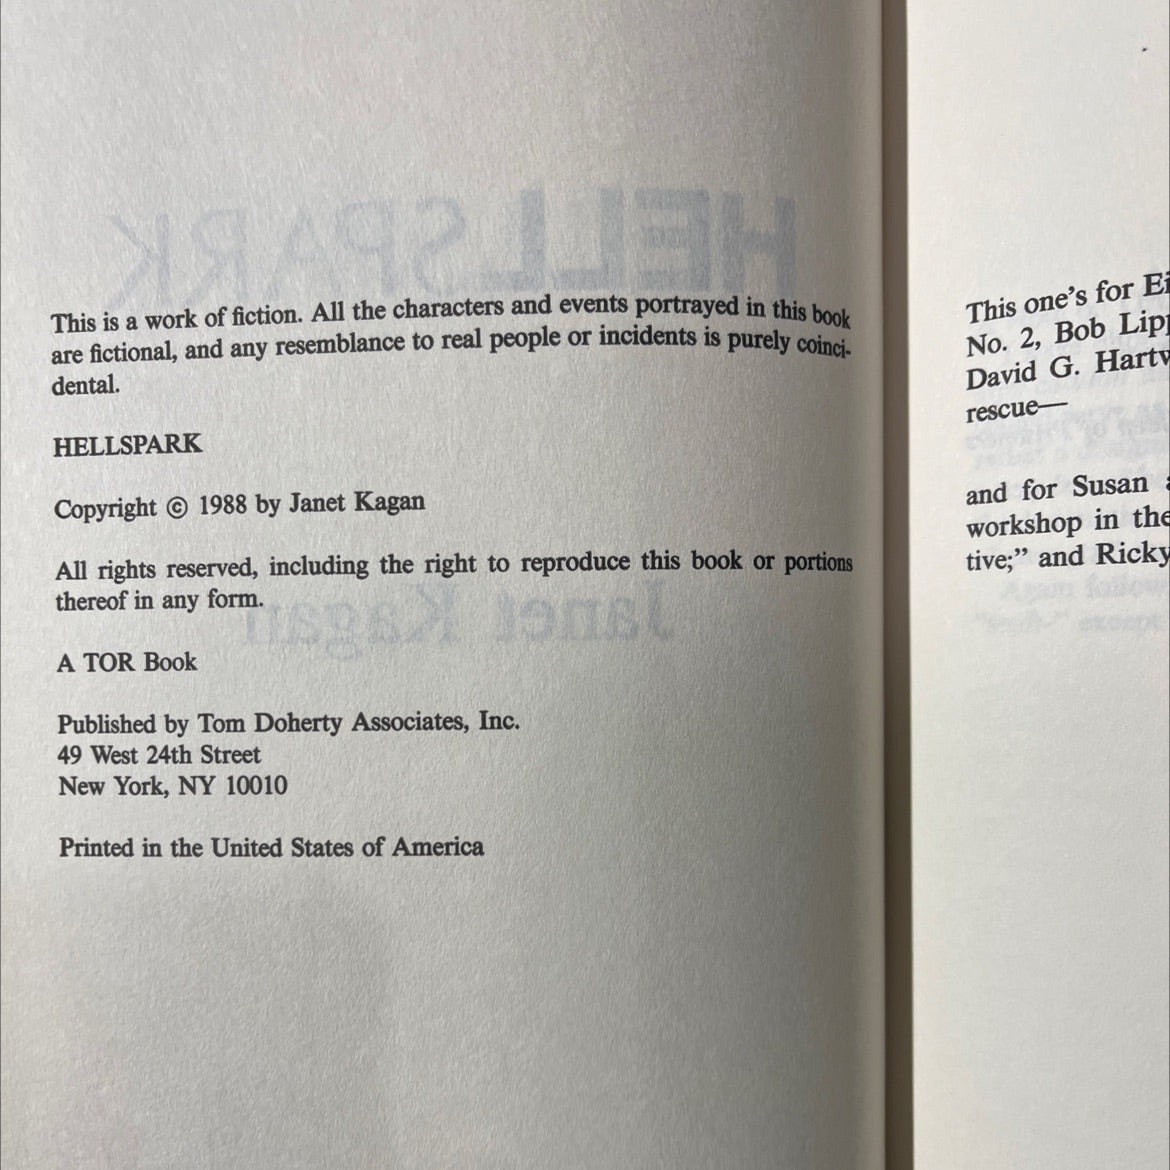 This is a work of fiction. All the characters and events portrayed in this book
are fictional, and any resemblance to real people or incidents is purely coinci-
dental.
HELLSPARK
Copyright © 1988 by Janet Kagan
All rights reserved, including the right to reproduce this book or portions
thereof in any form.
A TOR Book
Published by Tom Doherty Associates, Inc.
49 West 24th Street
New York, NY 10010
Printed in the United States of America
This one's for
No. 2, Bob
David G.
rescue—
and for Susan
workshop in the
tive;” and Ricky
HELLSPARK
Janet Kagan